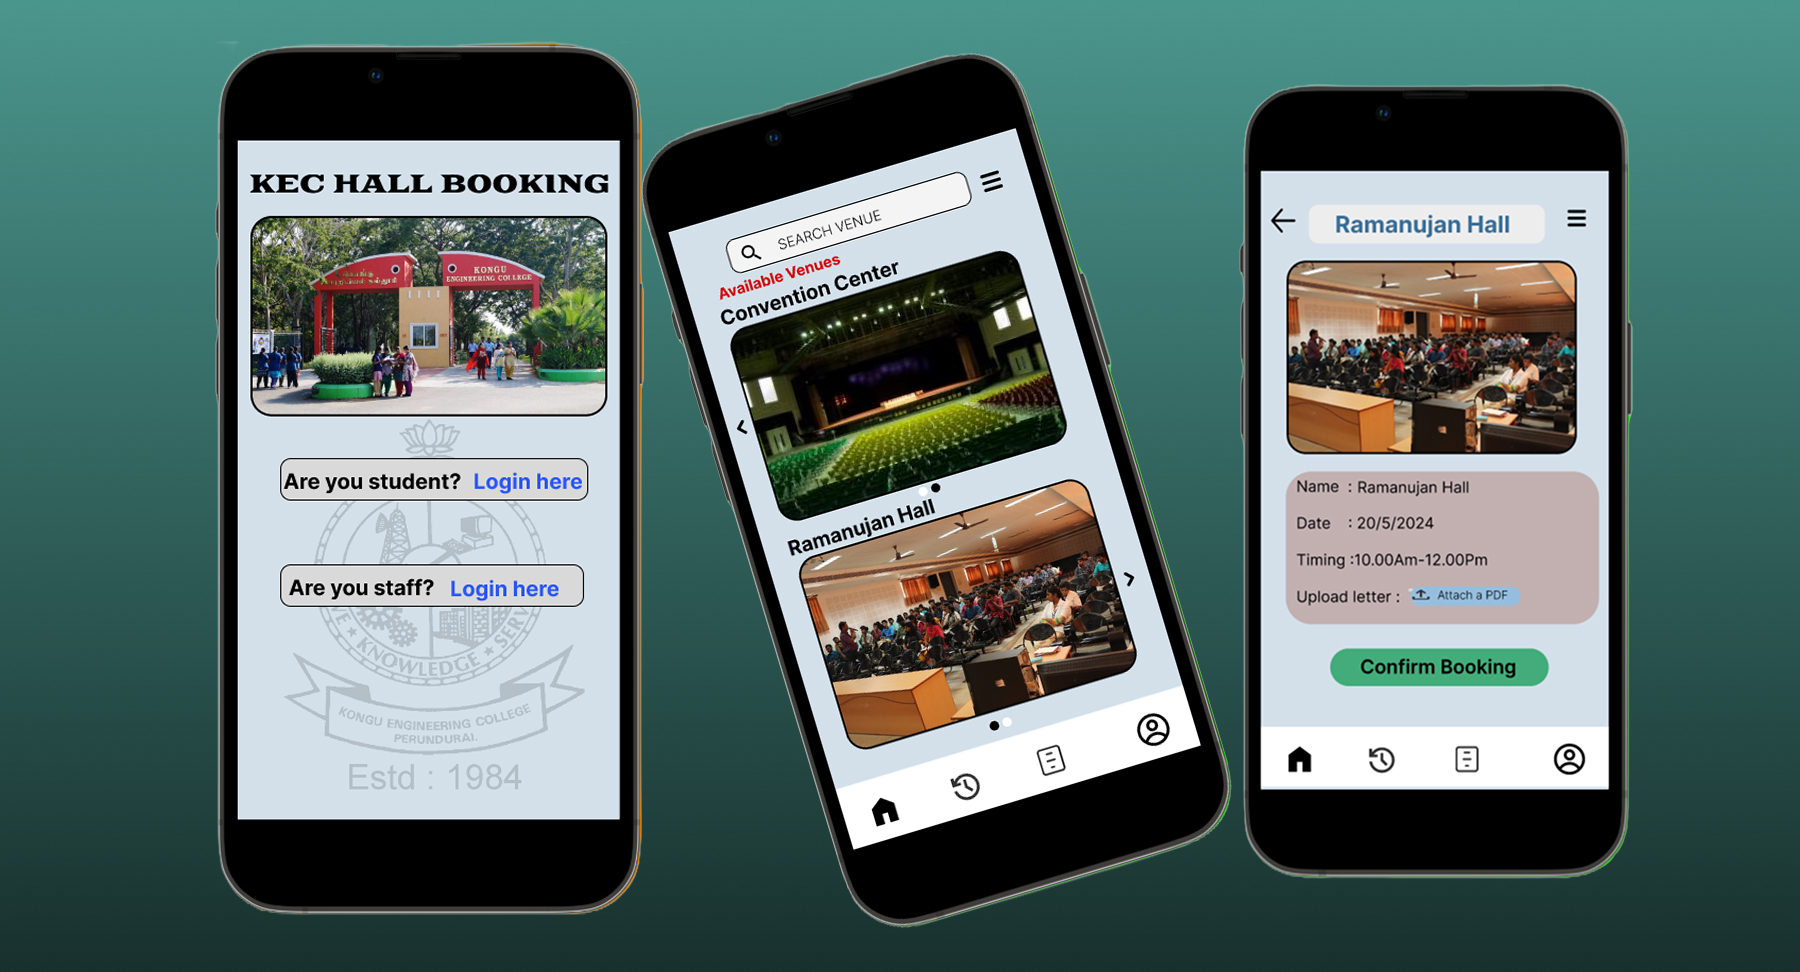 KEC HALL BOOKING
KONGU
ENGINEERING COLLEGE
Are you student? Login here
Are you staff? Login here
KNOWLEDGE
KONGU ENGINEERING COLLEGE
PERUNDURAI.
Estd : 1984
SEARCH VENUE
Available Venues
Convention Center
Ramanujan Hall
Ramanujan Hall
Name : Ramanujan Hall
Date : 20/5/2024
Timing :10.00Am-12.00Pm
Upload letter : Attach a PDF
Confirm Booking